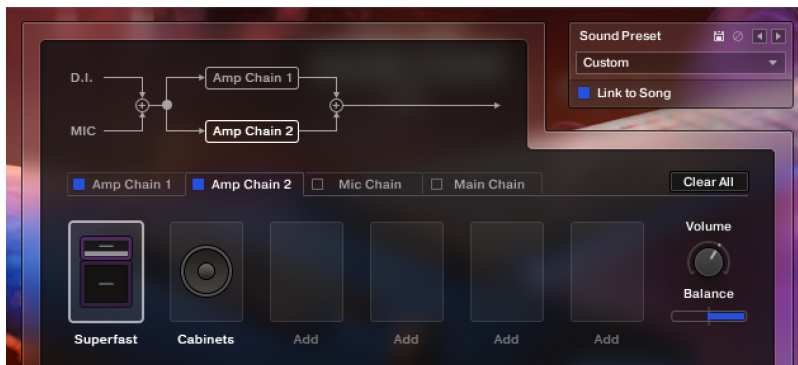 Sound Preset
Custom
Link to Song
D.I.
Amp Chain 1
MIC
Amp Chain 2
Amp Chain 1 Amp Chain 2 Mic Chain Main Chain Clear All
Volume
Balance
Superfast Cabinets Add Add Add Add